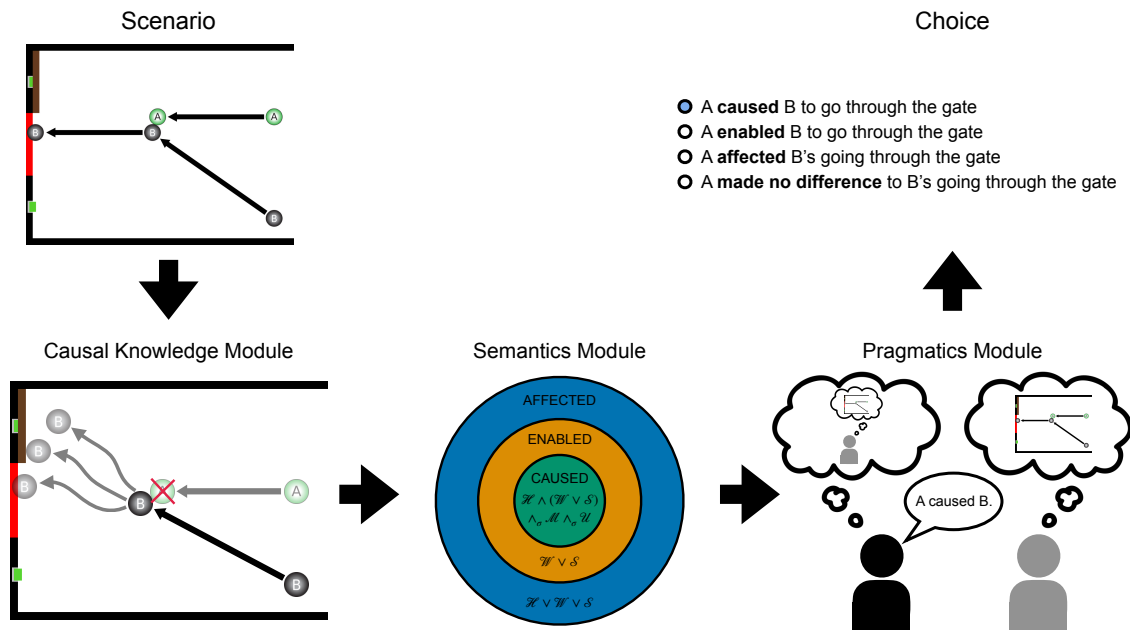 Scenario
Choice
A
A
B
B
B
A caused B to go through the gate
A enabled B to go through the gate
A affected B's going through the gate
A made no difference to B's going through the gate
Causal Knowledge Module
Semantics Module
Pragmatics Module
B
B
B
B
A
B
AFFECTED
ENABLED
CAUSED
ℋ ∧ (𝒲 ∨ 𝒮)
∧σ ℳ ∧σ 𝒰
𝒲 ∨ 𝒮
ℋ ∨ 𝒲 ∨ 𝒮
A caused B.